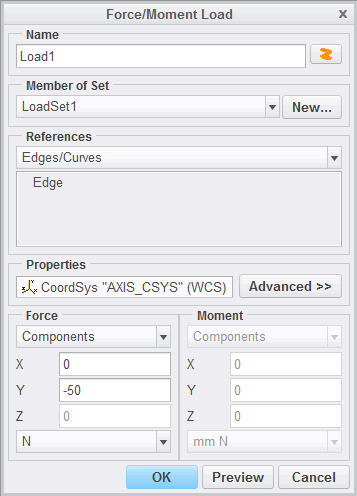 Force/Moment Load x
Name
Load1
Member of Set
LoadSet1 New...
References
Edges/Curves
Edge
Properties
CoordSys "AXIS_CSYS" (WCS) Advanced >>
Force Moment
Components Components
X 0 X 0
Y -50 Y 0
Z 0 Z 0
N mm N
OK Preview Cancel